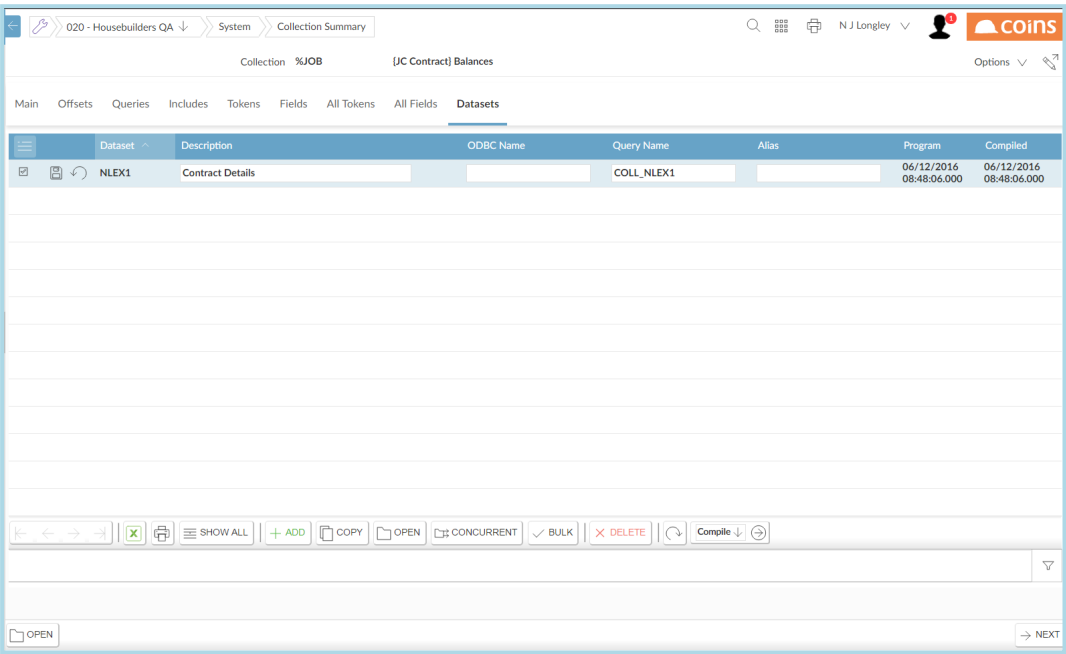 020 - Housebuilders QA System Collection Summary N J Longley 1 coins
Collection %JOB {JC Contract} Balances Options
Main Offsets Queries Includes Tokens Fields All Tokens All Fields Datasets
Dataset Description ODBC Name Query Name Alias Program Compiled
NLEX1 Contract Details COLL_NLEX1 06/12/2016 08:48:06.000 06/12/2016 08:48:06.000
X SHOW ALL + ADD COPY OPEN CONCURRENT BULK DELETE Compile
OPEN NEXT